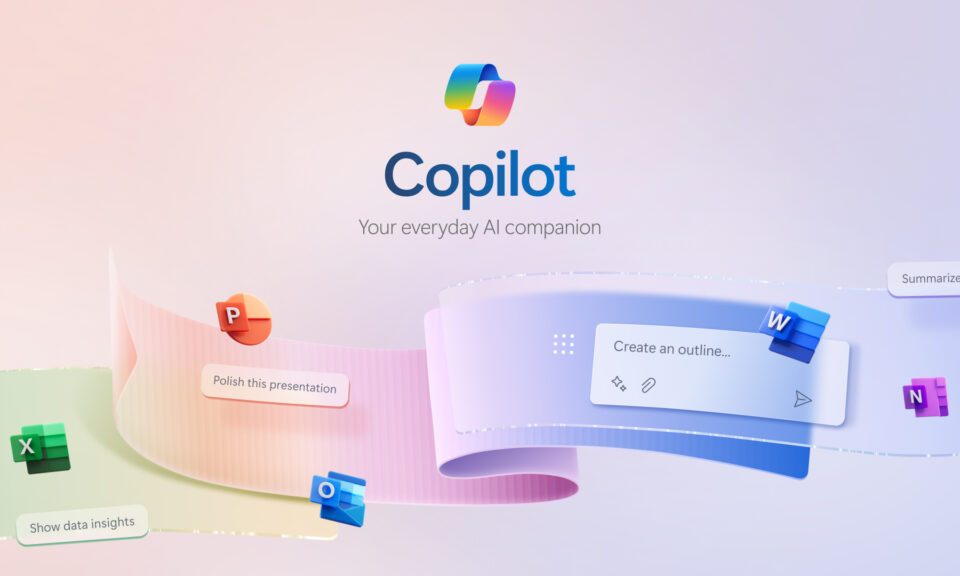 Copilot
Your everyday AI companion
Summarize
P
W
Create an outline...
Polish this presentation
N
X
O
Show data insights